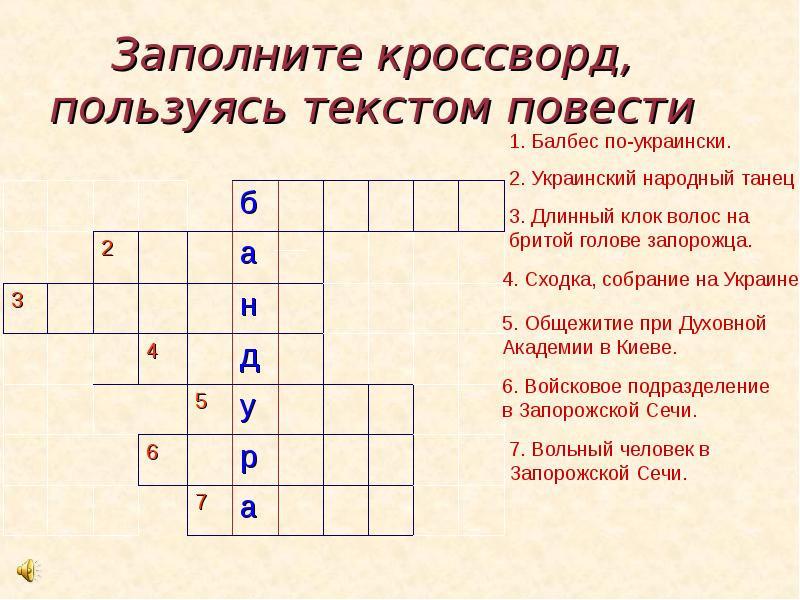 Заполните кроссворд,
пользуясь текстом повести
1. Балбес по-украински.
2. Украинский народный танец
3. Длинный клок волос на
бритой голове запорожца.
4. Сходка, собрание на Украине
5. Общежитие при Духовной
Академии в Киеве.
6. Войсковое подразделение
в Запорожской Сечи.
7. Вольный человек в
Запорожской Сечи.
б
2 а
3 н
4 д
5 у
6 р
7 а